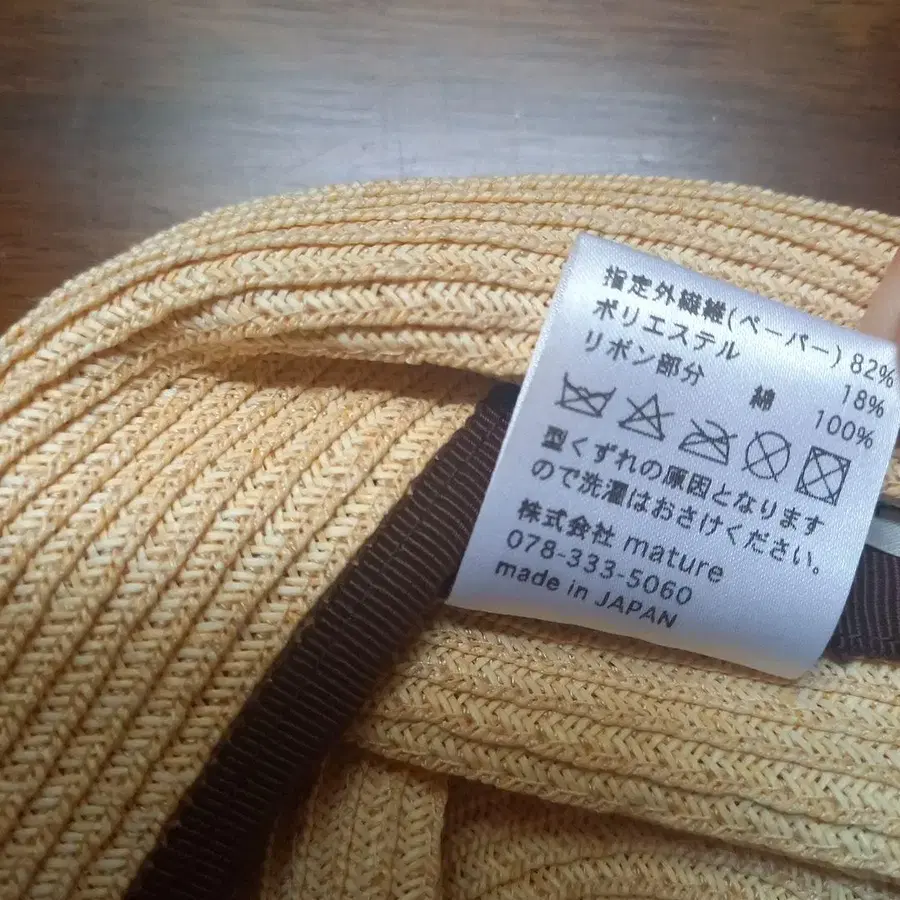 指定外繊維(ペーパー) 82%
ポリエステル 18%
リボン部分 綿 100%
型くずれの原因となります
ので洗濯はおさけください。
株式会社 mature
078-333-5060
made in JAPAN